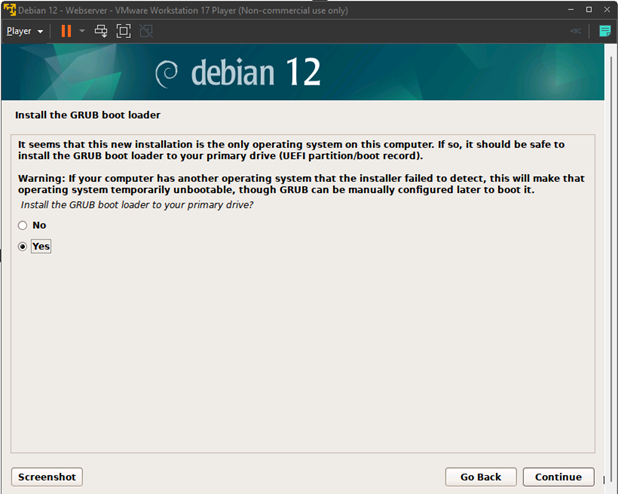 Debian 12 - Webserver - VMware Workstation 17 Player (Non-commercial use only)
Player
debian 12
Install the GRUB boot loader
It seems that this new installation is the only operating system on this computer. If so, it should be safe to
install the GRUB boot loader to your primary drive (UEFI partition/boot record).
Warning: If your computer has another operating system that the installer failed to detect, this will make that
operating system temporarily unbootable, though GRUB can be manually configured later to boot it.
Install the GRUB boot loader to your primary drive?
No
Yes
Screenshot
Go Back
Continue